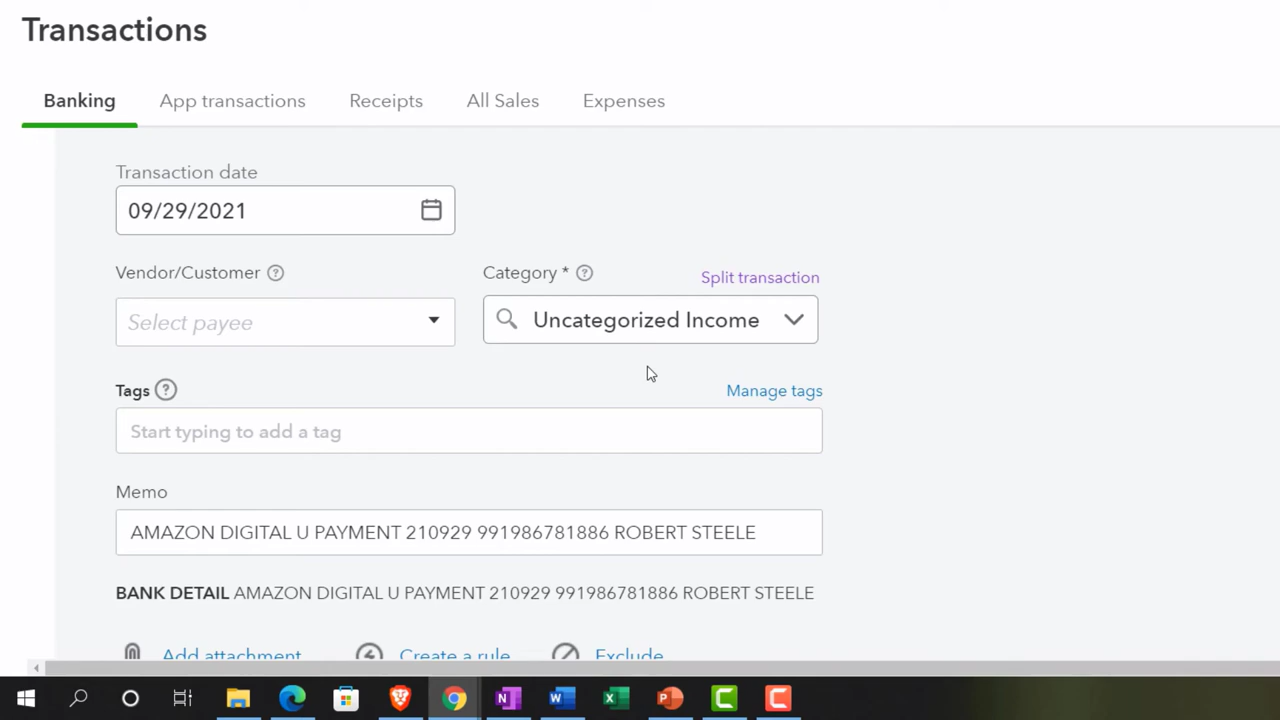 Transactions
Banking App transactions Receipts All Sales Expenses
Transaction date
09/29/2021
Vendor/Customer ? Category * ? Split transaction
Select payee Uncategorized Income
Tags ? Manage tags
Start typing to add a tag
Memo
AMAZON DIGITAL U PAYMENT 210929 991986781886 ROBERT STEELE
BANK DETAIL AMAZON DIGITAL U PAYMENT 210929 991986781886 ROBERT STEELE
Add attachment Create a rule Exclude